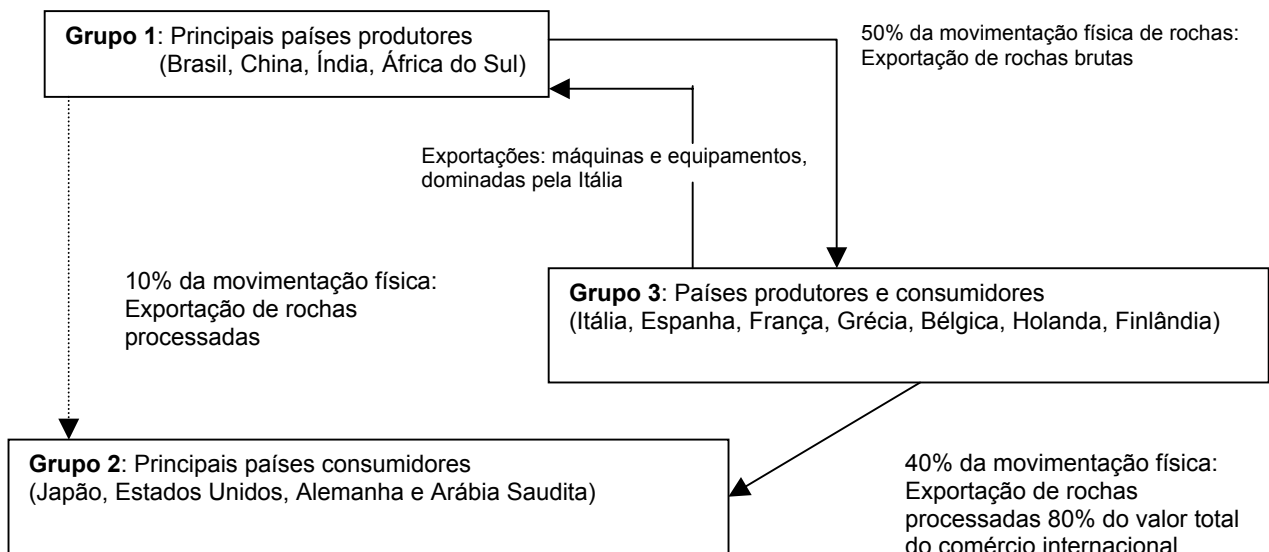 Grupo 1: Principais países produtores
(Brasil, China, Índia, África do Sul)
50% da movimentação física de rochas:
Exportação de rochas brutas
Exportações: máquinas e equipamentos,
dominadas pela Itália
10% da movimentação física:
Exportação de rochas
processadas
Grupo 3: Países produtores e consumidores
(Itália, Espanha, França, Grécia, Bélgica, Holanda, Finlândia)
Grupo 2: Principais países consumidores
(Japão, Estados Unidos, Alemanha e Arábia Saudita)
40% da movimentação física:
Exportação de rochas
processadas 80% do valor total
do comércio internacional